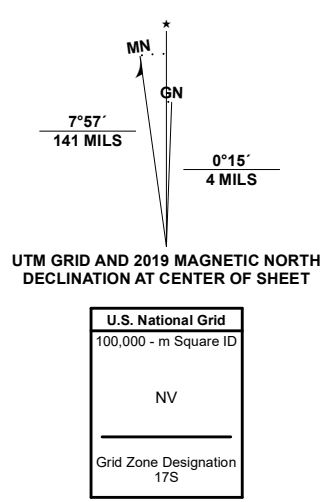 MN
GN
7°57´
141 MILS
0°15´
4 MILS
UTM GRID AND 2019 MAGNETIC NORTH
DECLINATION AT CENTER OF SHEET
U.S. National Grid
100,000 - m Square ID
NV
Grid Zone Designation
17S